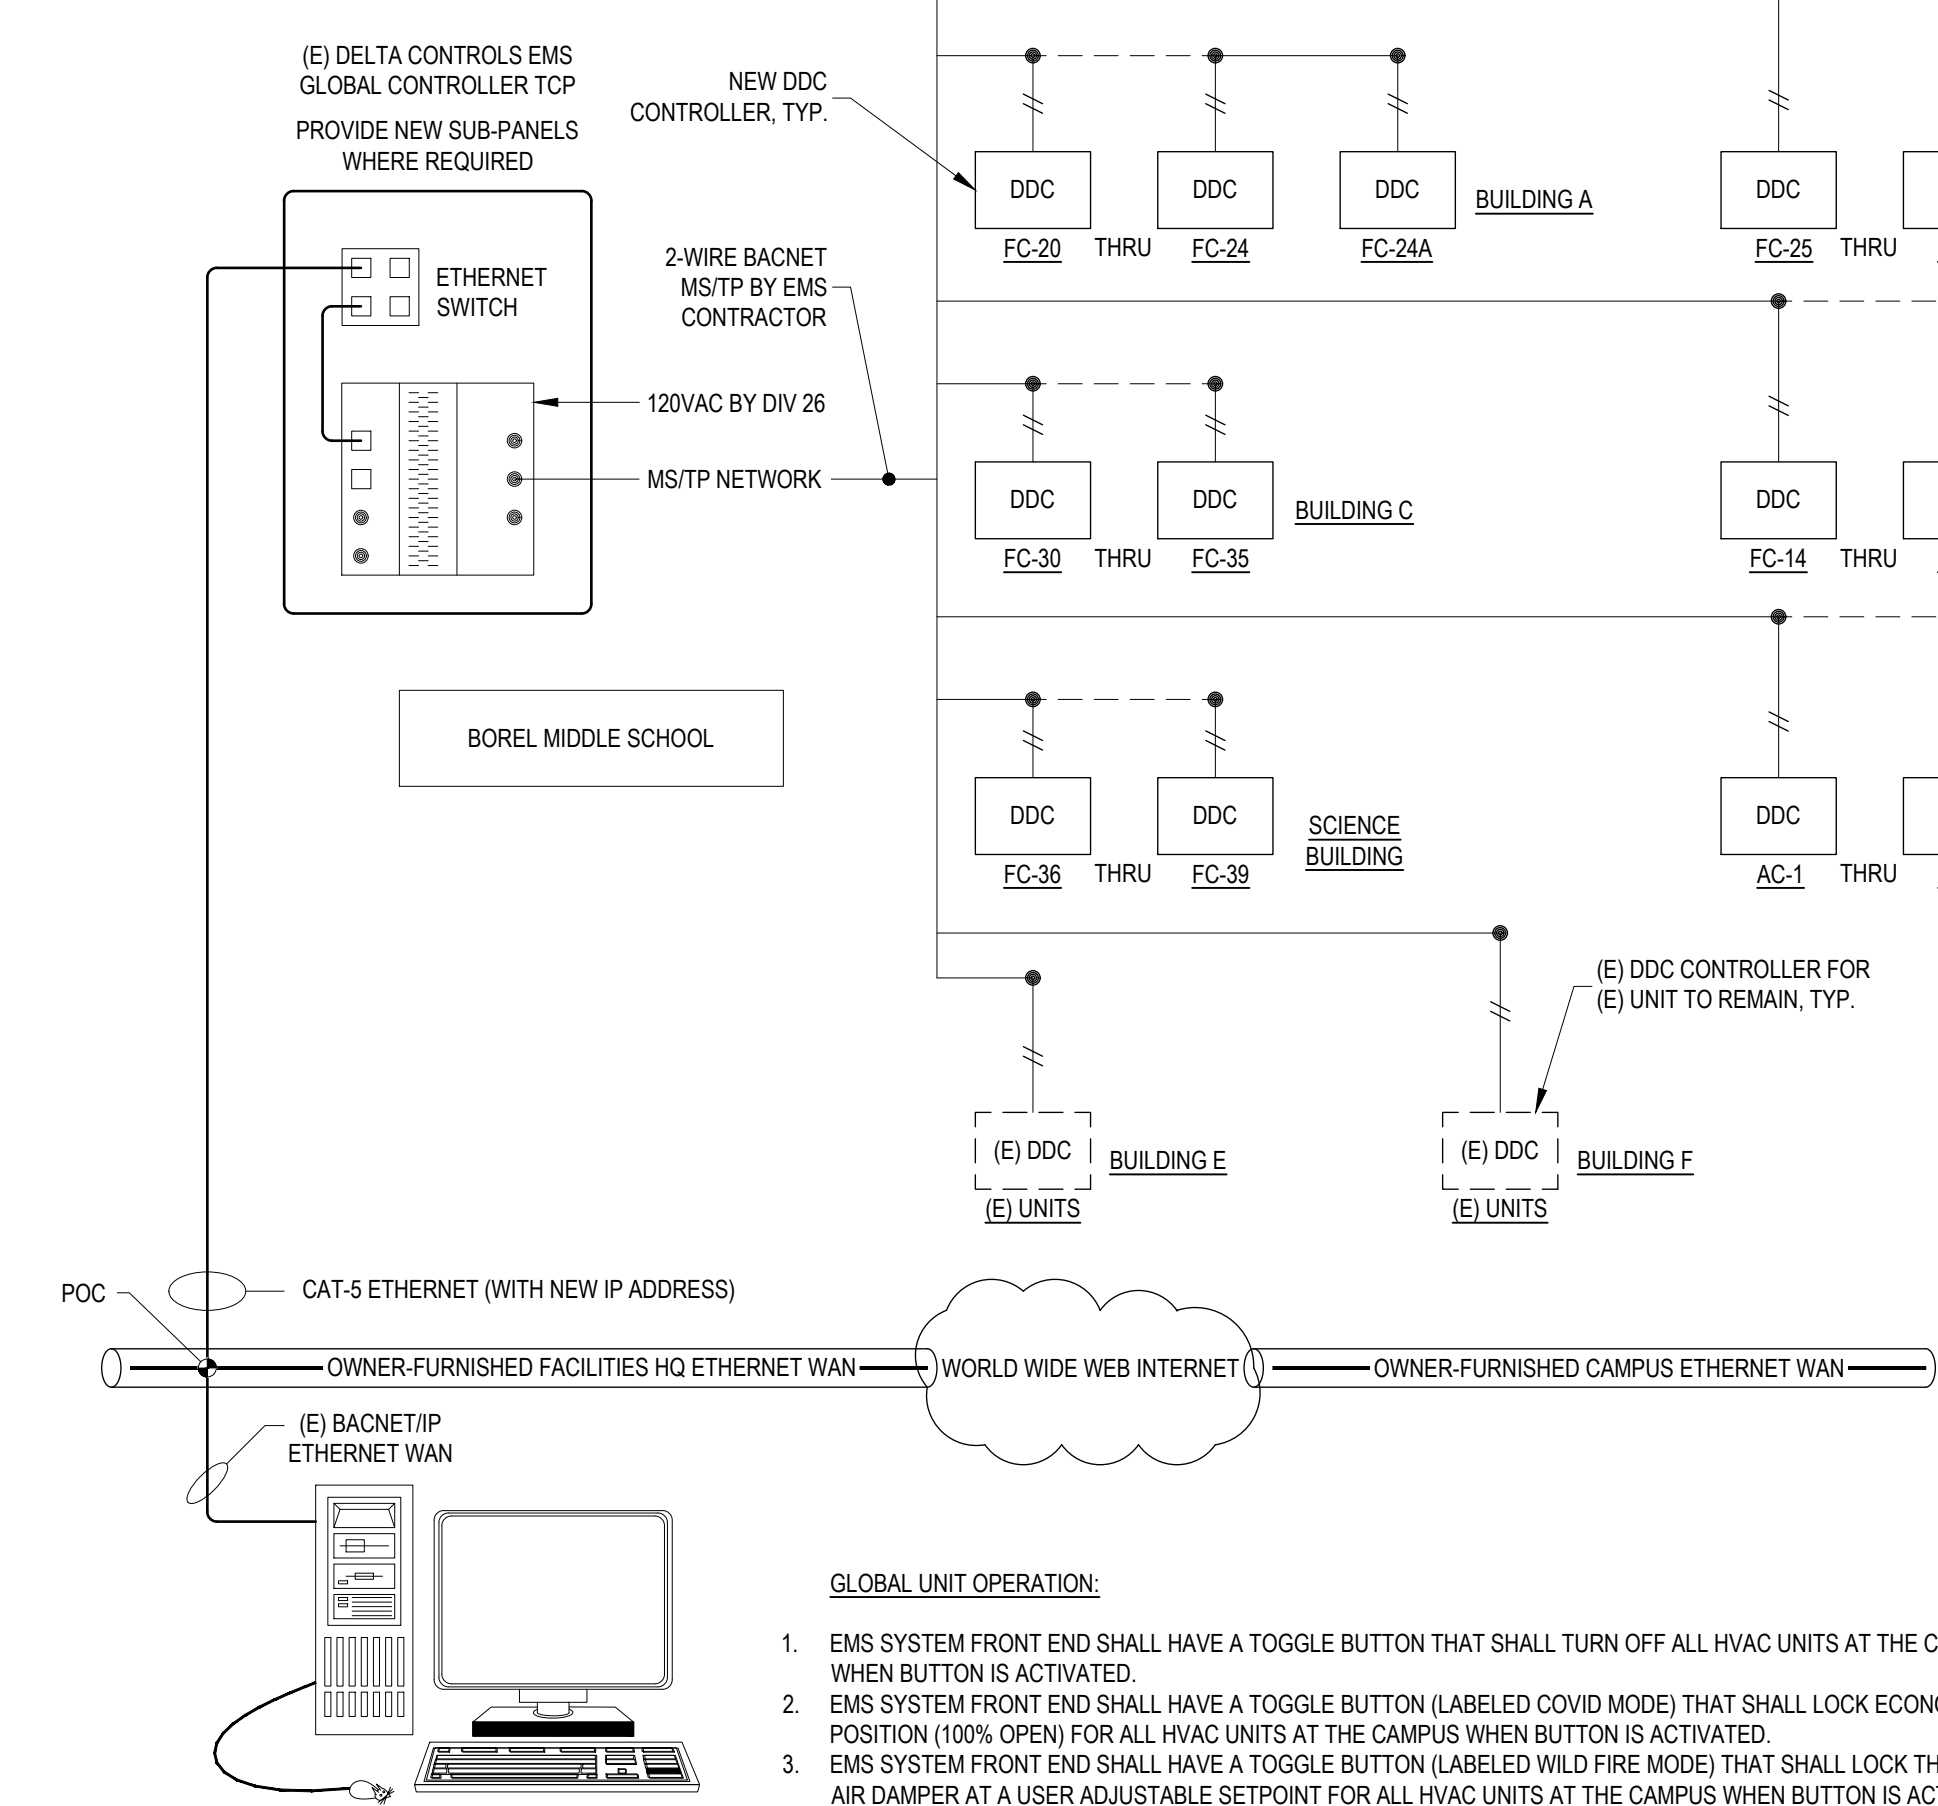 (E) DELTA CONTROLS EMS
GLOBAL CONTROLLER TCP
PROVIDE NEW SUB-PANELS
WHERE REQUIRED
NEW DDC
CONTROLLER, TYP.
DDC
DDC
DDC
BUILDING A
DDC
FC-20
THRU
FC-24
FC-24A
FC-25
THRU
ETHERNET
SWITCH
2-WIRE BACNET
MS/TP BY EMS
CONTRACTOR
120VAC BY DIV 26
MS/TP NETWORK
DDC
DDC
BUILDING C
DDC
FC-30
THRU
FC-35
FC-14
THRU
BOREL MIDDLE SCHOOL
DDC
DDC
SCIENCE
BUILDING
DDC
FC-36
THRU
FC-39
AC-1
THRU
(E) DDC CONTROLLER FOR
(E) UNIT TO REMAIN, TYP.
(E) DDC
BUILDING E
(E) DDC
BUILDING F
(E) UNITS
(E) UNITS
POC
CAT-5 ETHERNET (WITH NEW IP ADDRESS)
OWNER-FURNISHED FACILITIES HQ ETHERNET WAN
WORLD WIDE WEB INTERNET
OWNER-FURNISHED CAMPUS ETHERNET WAN
(E) BACNET/IP
ETHERNET WAN
GLOBAL UNIT OPERATION:
1. EMS SYSTEM FRONT END SHALL HAVE A TOGGLE BUTTON THAT SHALL TURN OFF ALL HVAC UNITS AT THE C
WHEN BUTTON IS ACTIVATED.
2. EMS SYSTEM FRONT END SHALL HAVE A TOGGLE BUTTON (LABELED COVID MODE) THAT SHALL LOCK ECON
POSITION (100% OPEN) FOR ALL HVAC UNITS AT THE CAMPUS WHEN BUTTON IS ACTIVATED.
3. EMS SYSTEM FRONT END SHALL HAVE A TOGGLE BUTTON (LABELED WILD FIRE MODE) THAT SHALL LOCK TH
AIR DAMPER AT A USER ADJUSTABLE SETPOINT FOR ALL HVAC UNITS AT THE CAMPUS WHEN BUTTON IS AC